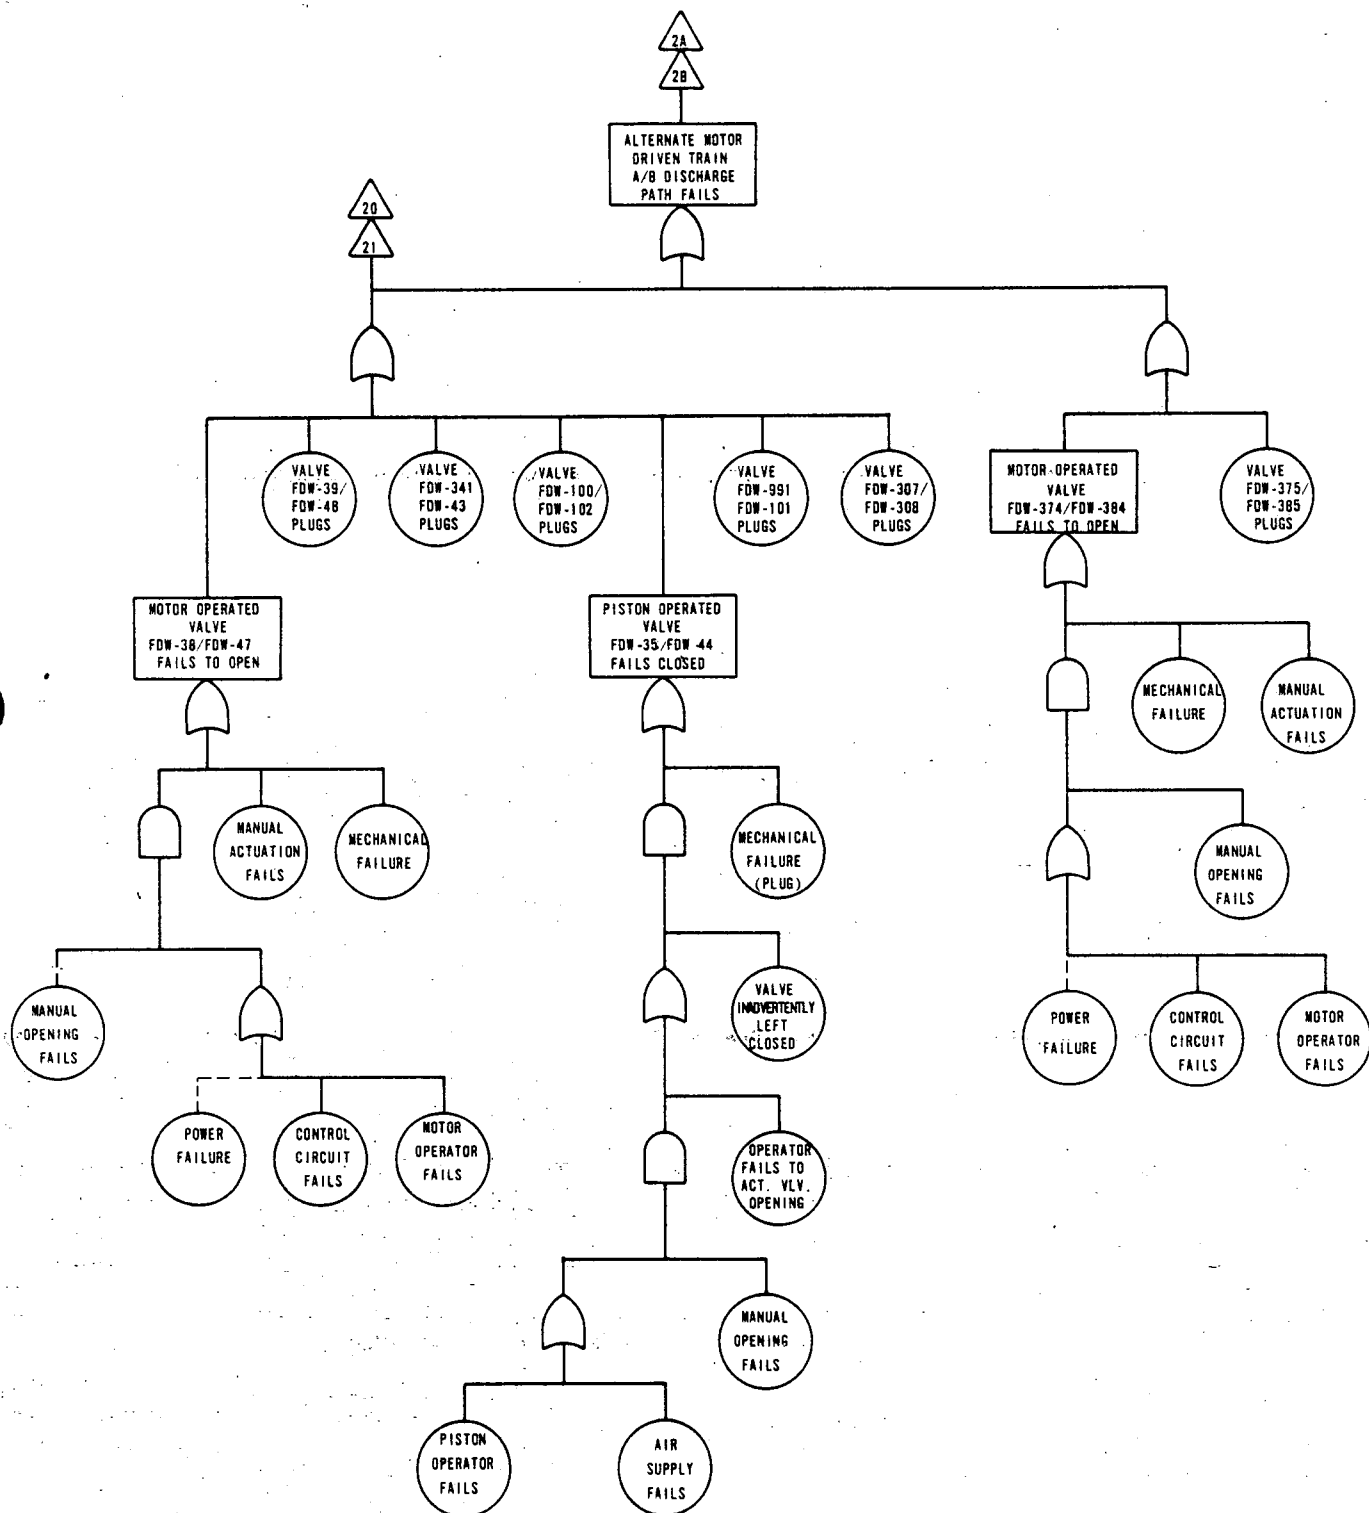 2A
2B
ALTERNATE MOTOR
DRIVEN TRAIN
A/B DISCHARGE
PATH FAILS
20
21
VALVE
FDW-39/
FDW-48
PLUGS
VALVE
FDW-341
FDW-43
PLUGS
VALVE
FDW-100/
FDW-102
PLUGS
VALVE
FDW-991
FDW-101
PLUGS
VALVE
FDW-307/
FDW-308
PLUGS
MOTOR-OPERATED
VALVE
FDW-374/FDW-384
FAILS TO OPEN
VALVE
FDW-375/
FDW-385
PLUGS
MOTOR OPERATED
VALVE
FDW-38/FDW-47
FAILS TO OPEN
PISTON OPERATED
VALVE
FDW-35/FDW-44
FAILS CLOSED
MECHANICAL
FAILURE
MANUAL
ACTUATION
FAILS
MANUAL
ACTUATION
FAILS
MECHANICAL
FAILURE
MECHANICAL
FAILURE
(PLUG)
MANUAL
OPENING
FAILS
MANUAL
OPENING
FAILS
VALVE
INADVERTENTLY
LEFT
CLOSED
POWER
FAILURE
CONTROL
CIRCUIT
FAILS
MOTOR
OPERATOR
FAILS
POWER
FAILURE
CONTROL
CIRCUIT
FAILS
MOTOR
OPERATOR
FAILS
OPERATOR
FAILS TO
ACT. VLV.
OPENING
MANUAL
OPENING
FAILS
PISTON
OPERATOR
FAILS
AIR
SUPPLY
FAILS